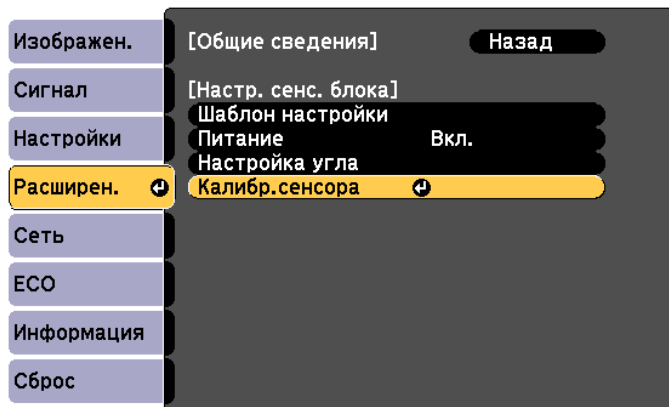 Изображен.
Сигнал
Настройки
Расширен.
Сеть
ECO
Информация
Сброс
[Общие сведения] Назад
[Настр. сенс. блока]
Шаблон настройки
Питание Вкл.
Настройка угла
Калибр.сенсора